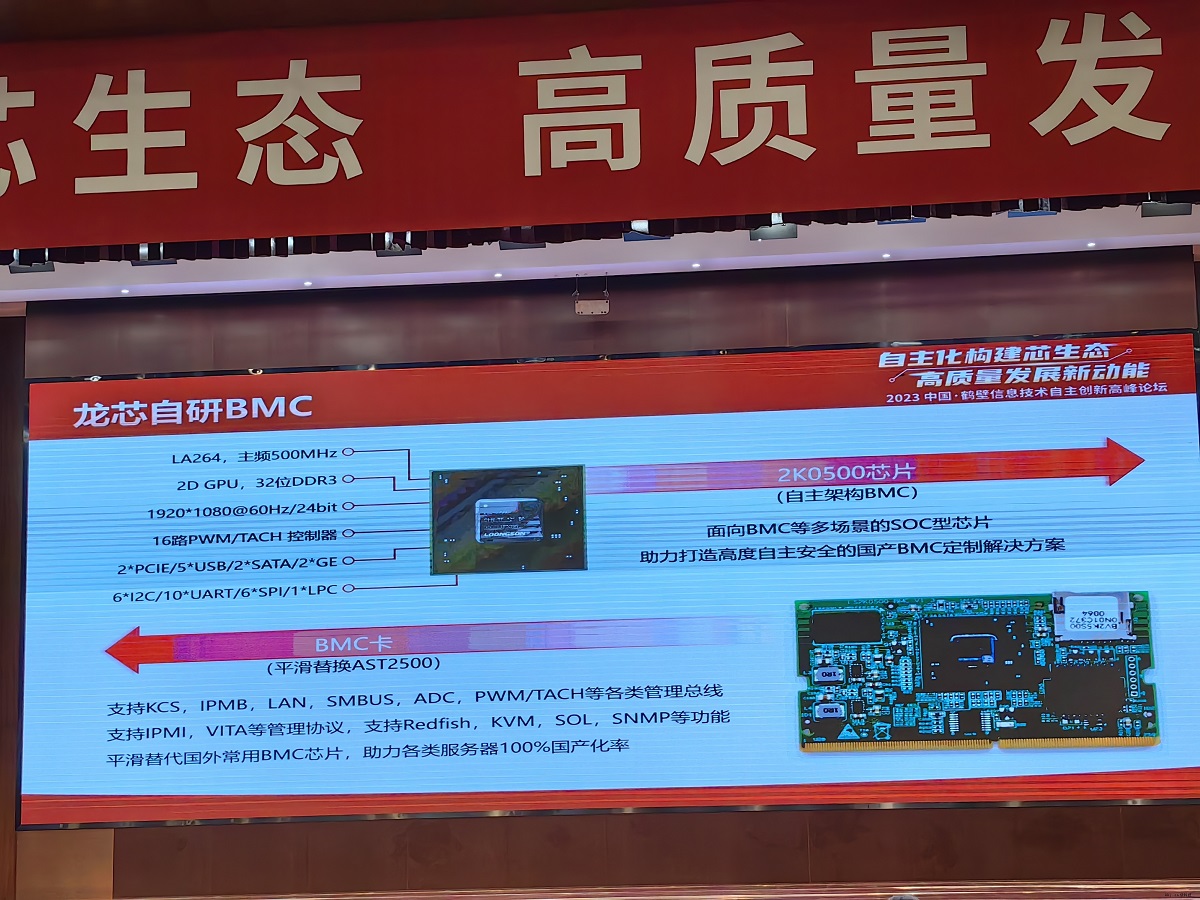 芯生态 高质量发
自主化构建芯生态
高质量发展新动能
2023 中国·鹤壁信息技术自主创新高峰论坛
龙芯自研BMC
LA264，主频500MHz
2D GPU，32位DDR3
1920*1080@60Hz/24bit
16路PWM/TACH 控制器
2*PCIE/5*USB/2*SATA/2*GE
6*I2C/10*UART/6*SPI/1*LPC
LOONGSON
2K0500芯片
(自主架构BMC)
面向BMC等多场景的SOC型芯片
助力打造高度自主安全的国产BMC定制解决方案
BMC卡
(平滑替换AST2500)
支持KCS，IPMB，LAN，SMBUS，ADC，PWM/TACH等各类管理总线
支持IPMI，VITA等管理协议，支持Redfish，KVM，SOL，SNMP等功能
平滑替代国外常用BMC芯片，助力各类服务器100%国产化率
BV2K5S00
0N01C372
0064
1R0
1R0